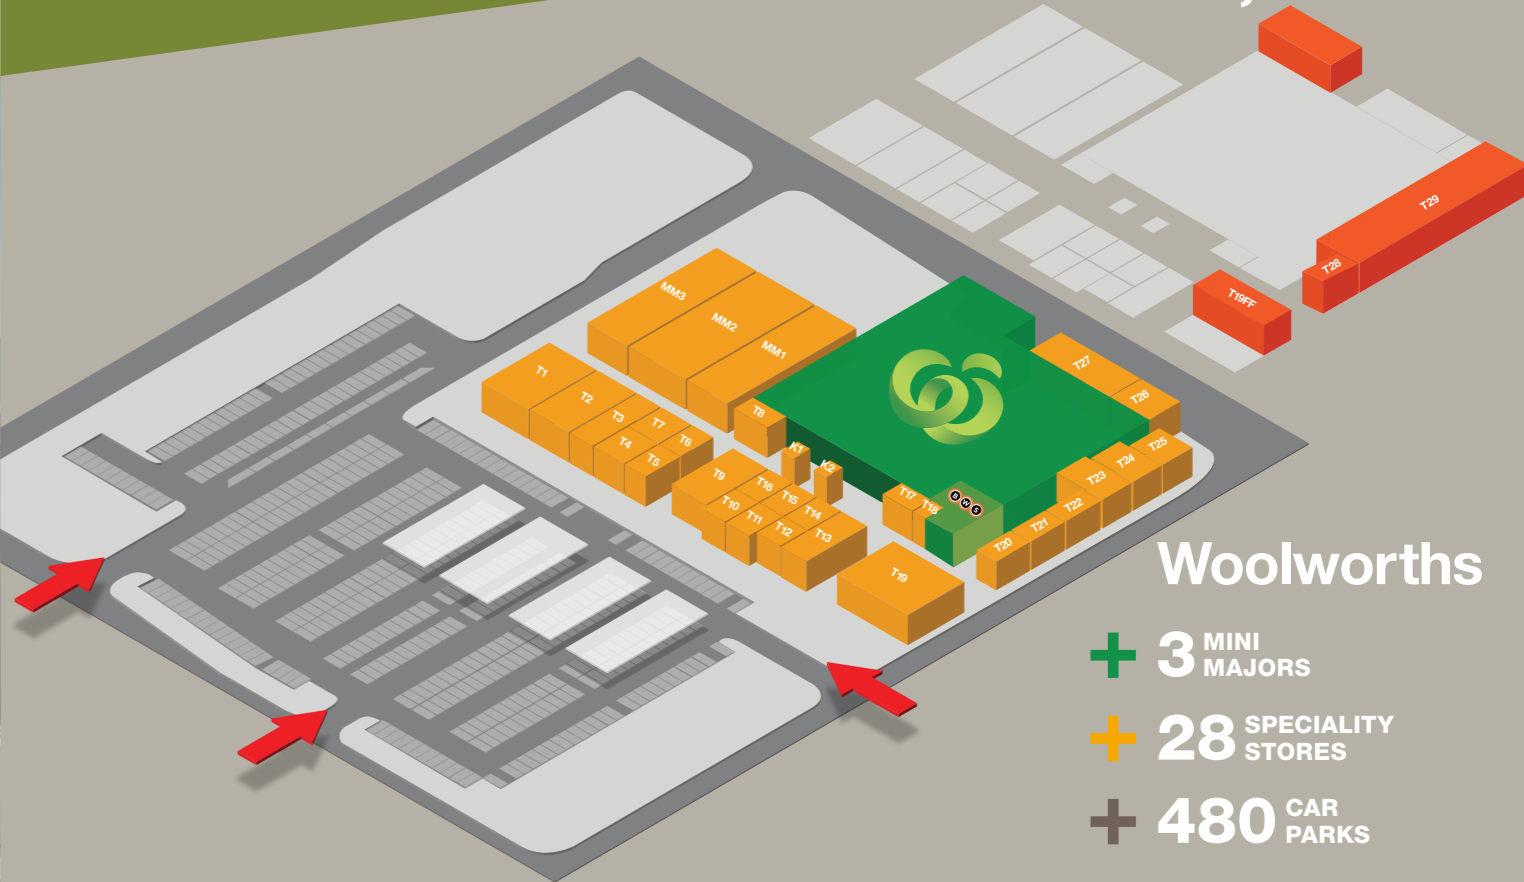 T29
T28
T19FF
MM3
MM2
MM1
T27
T26
T1
T2
T3
T7
T4
T6
T5
T8
K1
K2
T25
T24
T23
T22
T21
T20
T9
T16
T15
T14
T10
T11
T12
T13
T17
T18
BWS
T19
Woolworths
+ 3 MINI
MAJORS
+ 28 SPECIALITY
STORES
+ 480 CAR
PARKS